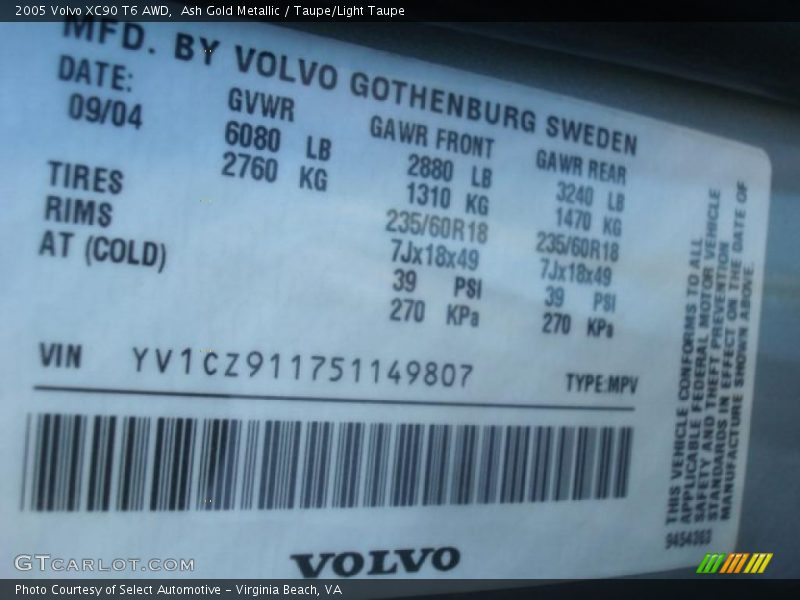 2005 Volvo XC90 T6 AWD,  Ash Gold Metallic / Taupe/Light Taupe
MFD. BY VOLVO GOTHENBURG SWEDEN
DATE: GVWR GAWR FRONT GAWR REAR
09/04 6080 LB 2880 LB 3240 LB
2760 KG 1310 KG 1470 KG
TIRES 235/60R18 235/60R18
RIMS 7Jx18x49 7Jx18x49
AT (COLD) 39 PSI 39 PSI
270 KPa 270 KPa
VIN YV1CZ911751149807 TYPE:MPV
THIS VEHICLE CONFORMS TO ALL
APPLICABLE FEDERAL MOTOR VEHICLE
SAFETY AND THEFT PREVENTION
STANDARDS IN EFFECT ON THE DATE OF
MANUFACTURE SHOWN ABOVE.
9454363
VOLVO
GTCARLOT.COM
Photo Courtesy of Select Automotive - Virginia Beach, VA